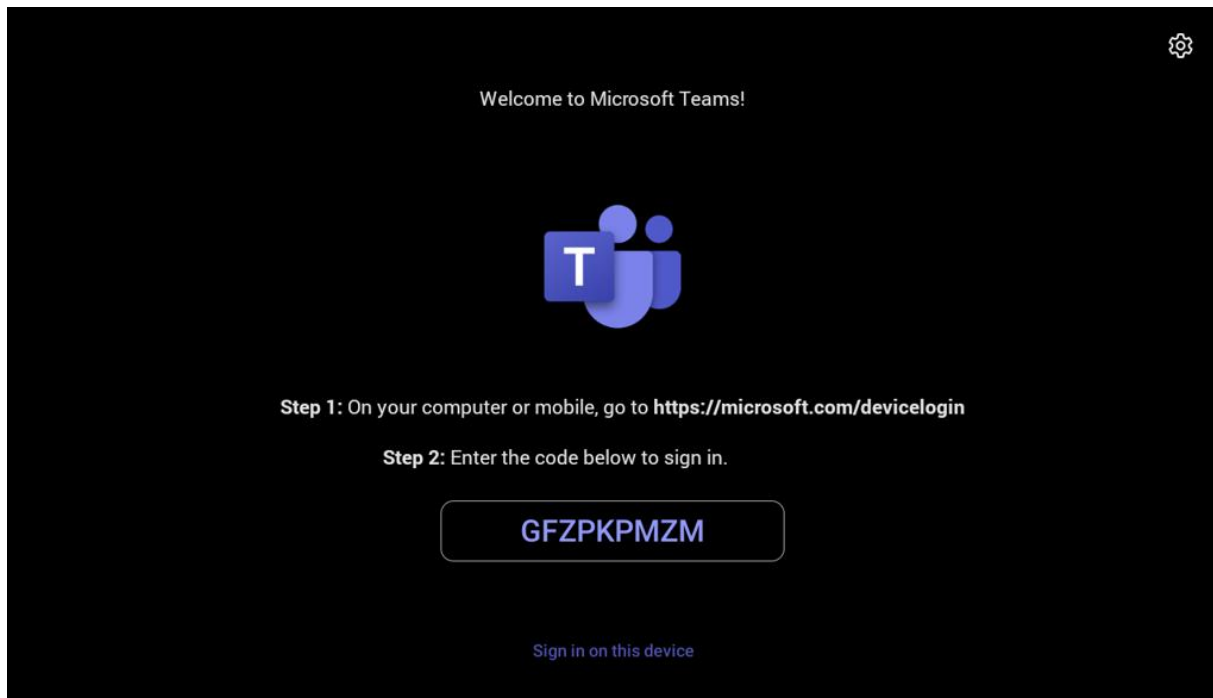 Welcome to Microsoft Teams!
T
Step 1: On your computer or mobile, go to https://microsoft.com/devicelogin
Step 2: Enter the code below to sign in.
GFZPKPMZM
Sign in on this device